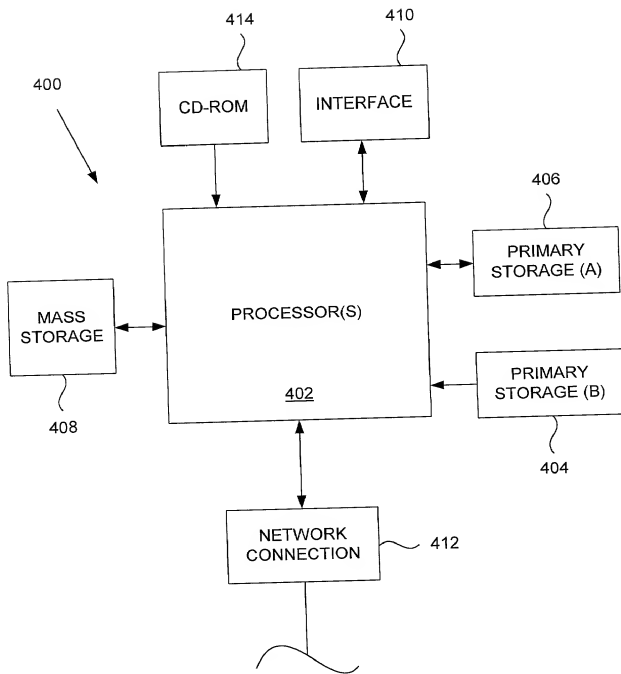 414
410
400
CD-ROM
INTERFACE
406
PRIMARY
STORAGE (A)
MASS
STORAGE
PROCESSOR(S)
PRIMARY
STORAGE (B)
402
408
404
NETWORK
CONNECTION
412